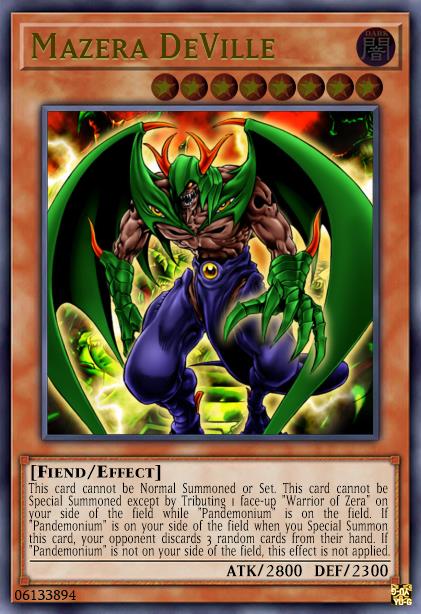 MAZERA DEVILLE
DARK
闇
[FIEND/EFFECT]
This card cannot be Normal Summoned or Set. This card cannot be
Special Summoned except by Tributing 1 face-up "Warrior of Zera" on
your side of the field while "Pandemonium" is on the field. If
"Pandemonium" is on your side of the field when you Special Summon
this card, your opponent discards 3 random cards from their hand. If
"Pandemonium" is not on your side of the field, this effect is not applied.
ATK/2800 DEF/2300
06133894